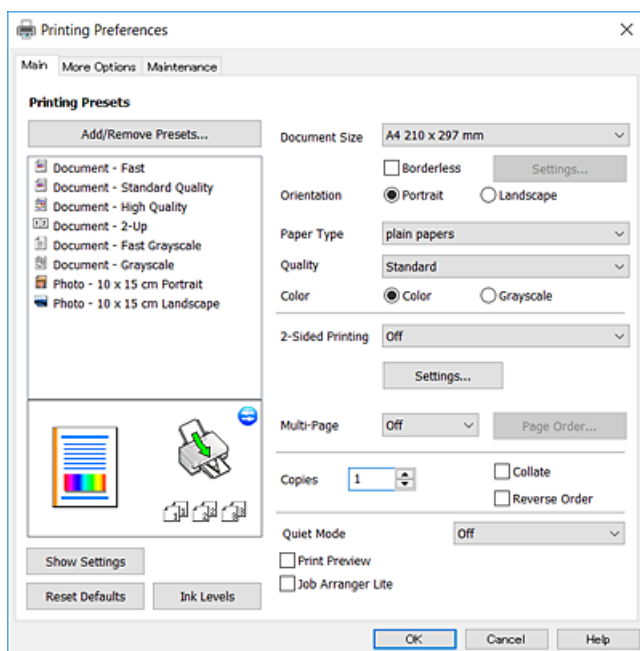 Printing Preferences
Main More Options Maintenance
Printing Presets
Add/Remove Presets...
Document - Fast
Document - Standard Quality
Document - High Quality
Document - 2-Up
Document - Fast Grayscale
Document - Grayscale
Photo - 10 x 15 cm Portrait
Photo - 10 x 15 cm Landscape
Show Settings
Reset Defaults Ink Levels
Document Size A4 210 x 297 mm
Borderless Settings...
Orientation Portrait Landscape
Paper Type plain papers
Quality Standard
Color Color Grayscale
2-Sided Printing Off
Settings...
Multi-Page Off Page Order...
Copies 1 Collate
Reverse Order
Quiet Mode Off
Print Preview
Job Arranger Lite
OK Cancel Help